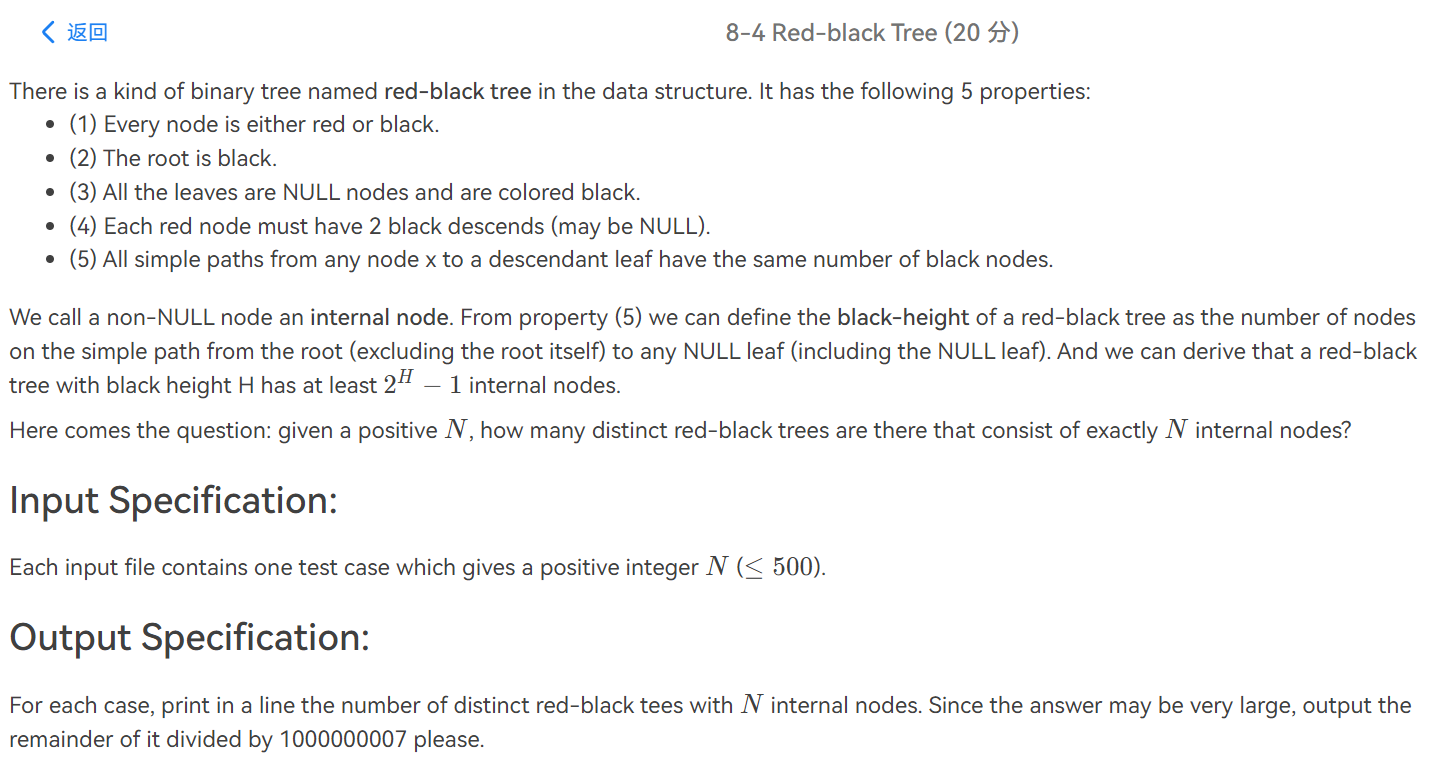 返回
8-4 Red-black Tree (20 分)
There is a kind of binary tree named red-black tree in the data structure. It has the following 5 properties:
• (1) Every node is either red or black.
• (2) The root is black.
• (3) All the leaves are NULL nodes and are colored black.
• (4) Each red node must have 2 black descends (may be NULL).
• (5) All simple paths from any node x to a descendant leaf have the same number of black nodes.
We call a non-NULL node an internal node. From property (5) we can define the black-height of a red-black tree as the number of nodes
on the simple path from the root (excluding the root itself) to any NULL leaf (including the NULL leaf). And we can derive that a red-black
tree with black height H has at least 2^H − 1 internal nodes.
Here comes the question: given a positive N, how many distinct red-black trees are there that consist of exactly N internal nodes?
Input Specification:
Each input file contains one test case which gives a positive integer N (≤ 500).
Output Specification:
For each case, print in a line the number of distinct red-black tees with N internal nodes. Since the answer may be very large, output the
remainder of it divided by 1000000007 please.